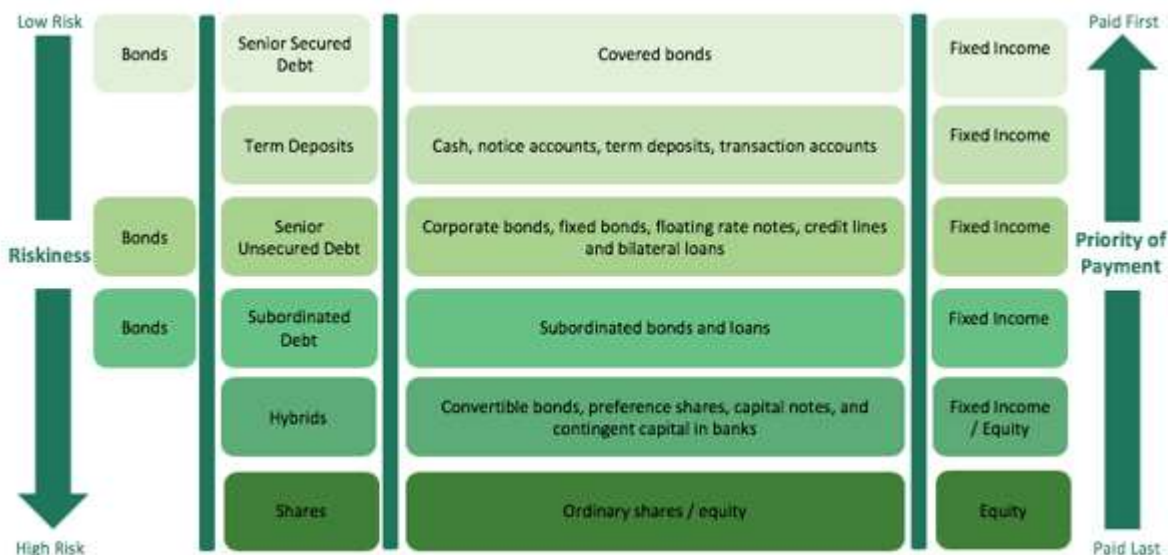 Low Risk
Paid First
Bonds
Senior Secured
Debt
Covered bonds
Fixed Income
Term Deposits
Cash, notice accounts, term deposits, transaction accounts
Fixed Income
Riskiness
Bonds
Senior
Unsecured Debt
Corporate bonds, fixed bonds, floating rate notes, credit lines
and bilateral loans
Fixed Income
Priority of
Payment
Bonds
Subordinated
Debt
Subordinated bonds and loans
Fixed Income
Hybrids
Convertible bonds, preference shares, capital notes, and
contingent capital in banks
Fixed Income
/ Equity
Shares
Ordinary shares / equity
Equity
High Risk
Paid Last